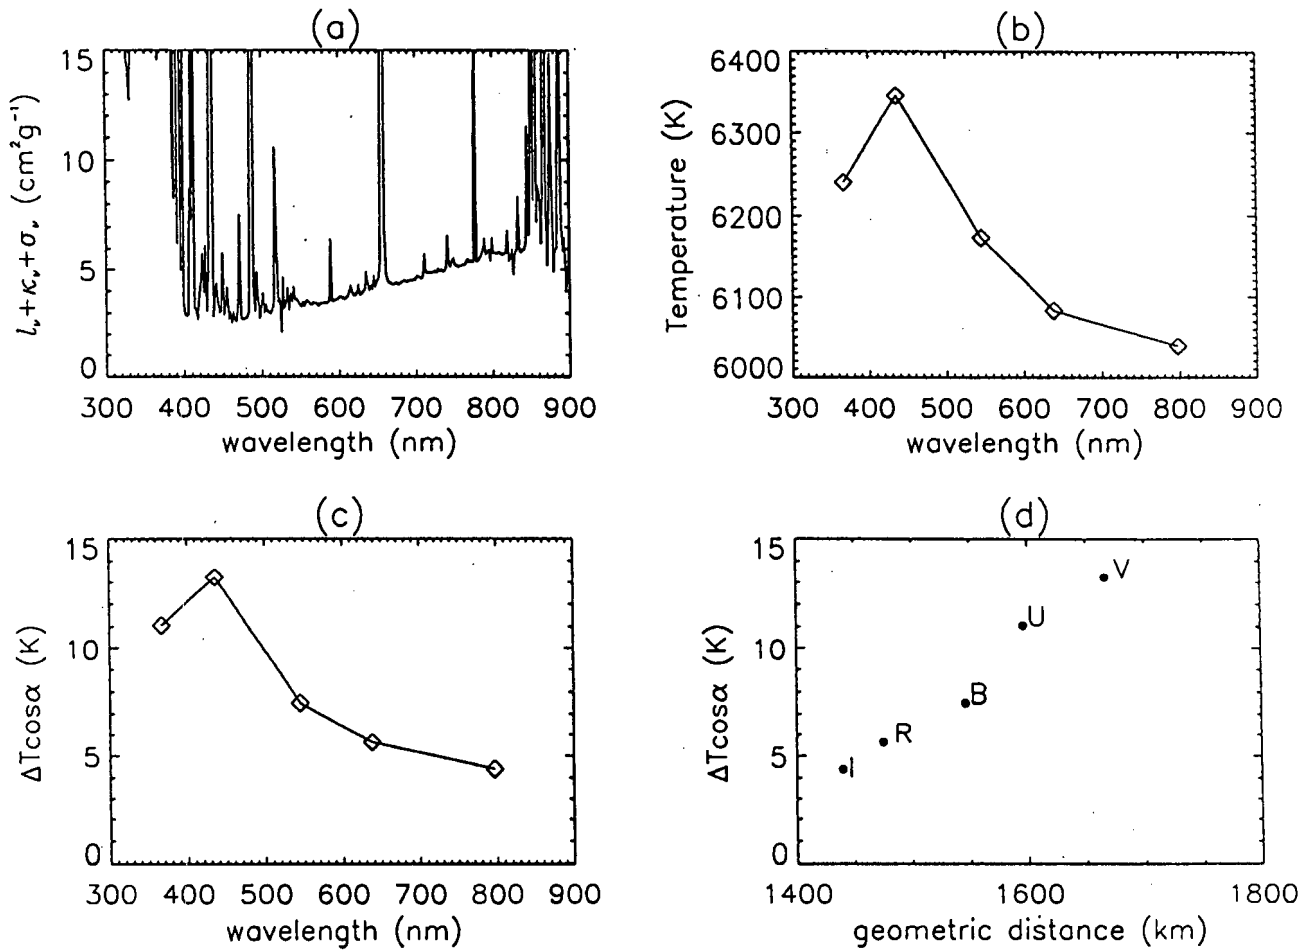 (a)
15
10
5
0
l_ν+κ_ν+σ_ν (cm²g⁻¹)
300 400 500 600 700 800 900
wavelength (nm)
(b)
6400
6300
6200
6100
6000
Temperature (K)
300 400 500 600 700 800 900
wavelength (nm)
(c)
15
10
5
0
ΔTcosα (K)
300 400 500 600 700 800 900
wavelength (nm)
(d)
15
10
5
0
ΔTcosα (K)
V
U
B
R
I
1400 1600 1800
geometric distance (km)